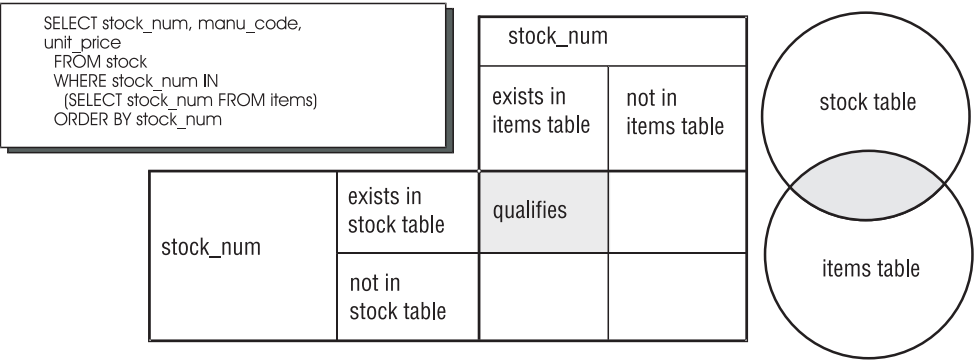 SELECT stock_num, manu_code,
unit_price
FROM stock
WHERE stock_num IN
(SELECT stock_num FROM items)
ORDER BY stock_num
stock_num
exists in
items table
not in
items table
stock_num
exists in
stock table
qualifies
not in
stock table
stock table
items table